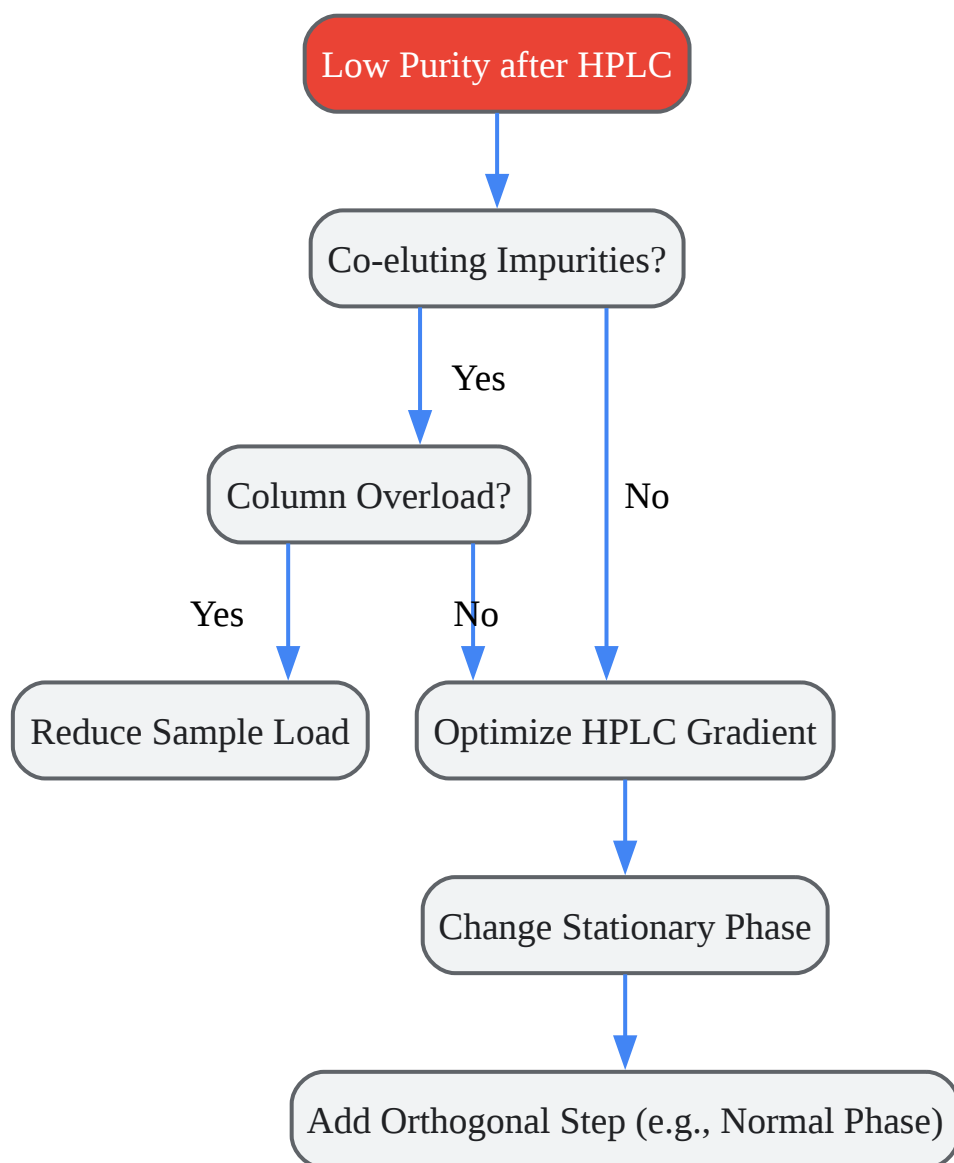 Low Purity after HPLC
Co-eluting Impurities?
Yes
Column Overload?
No
Yes
No
Reduce Sample Load
Optimize HPLC Gradient
Change Stationary Phase
Add Orthogonal Step (e.g., Normal Phase)